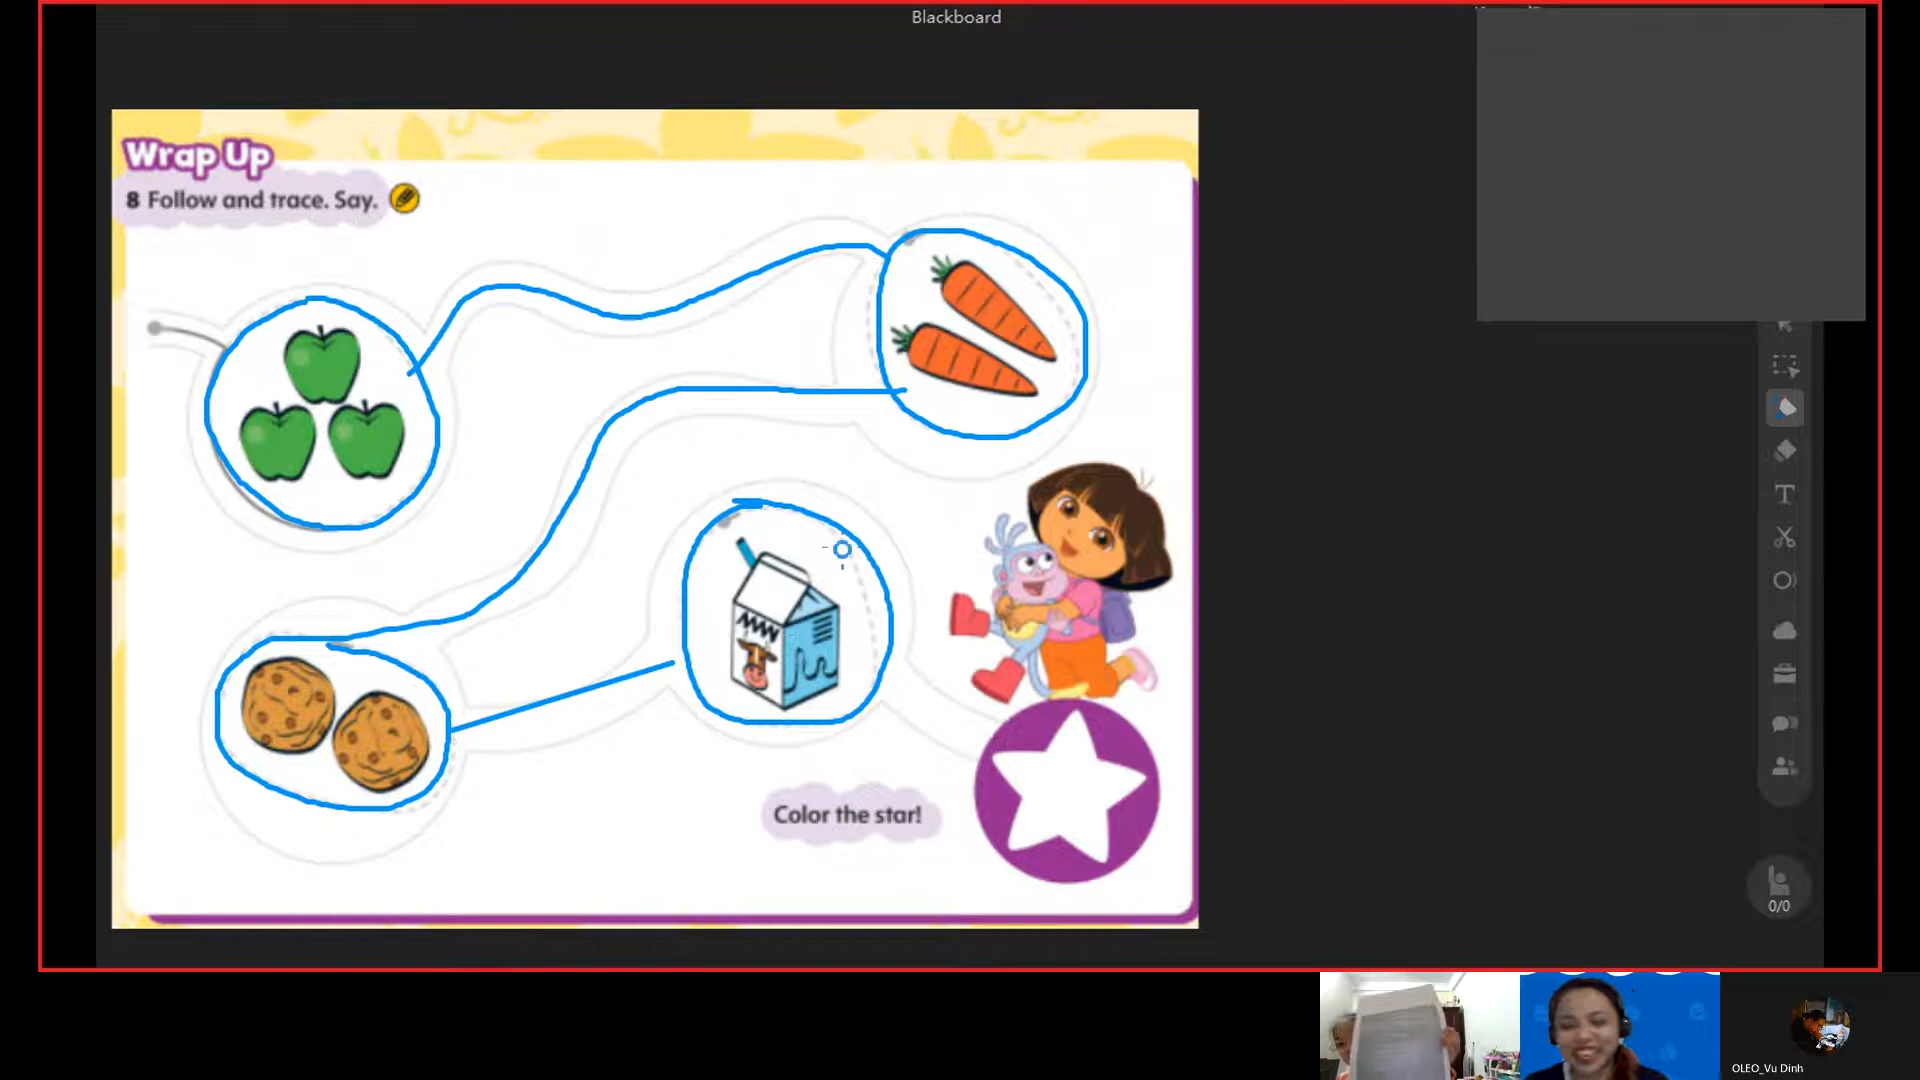 Blackboard
Wrap Up
8 Follow and trace. Say.
Color the star!
T
0/0
OLEO_Vu Dinh